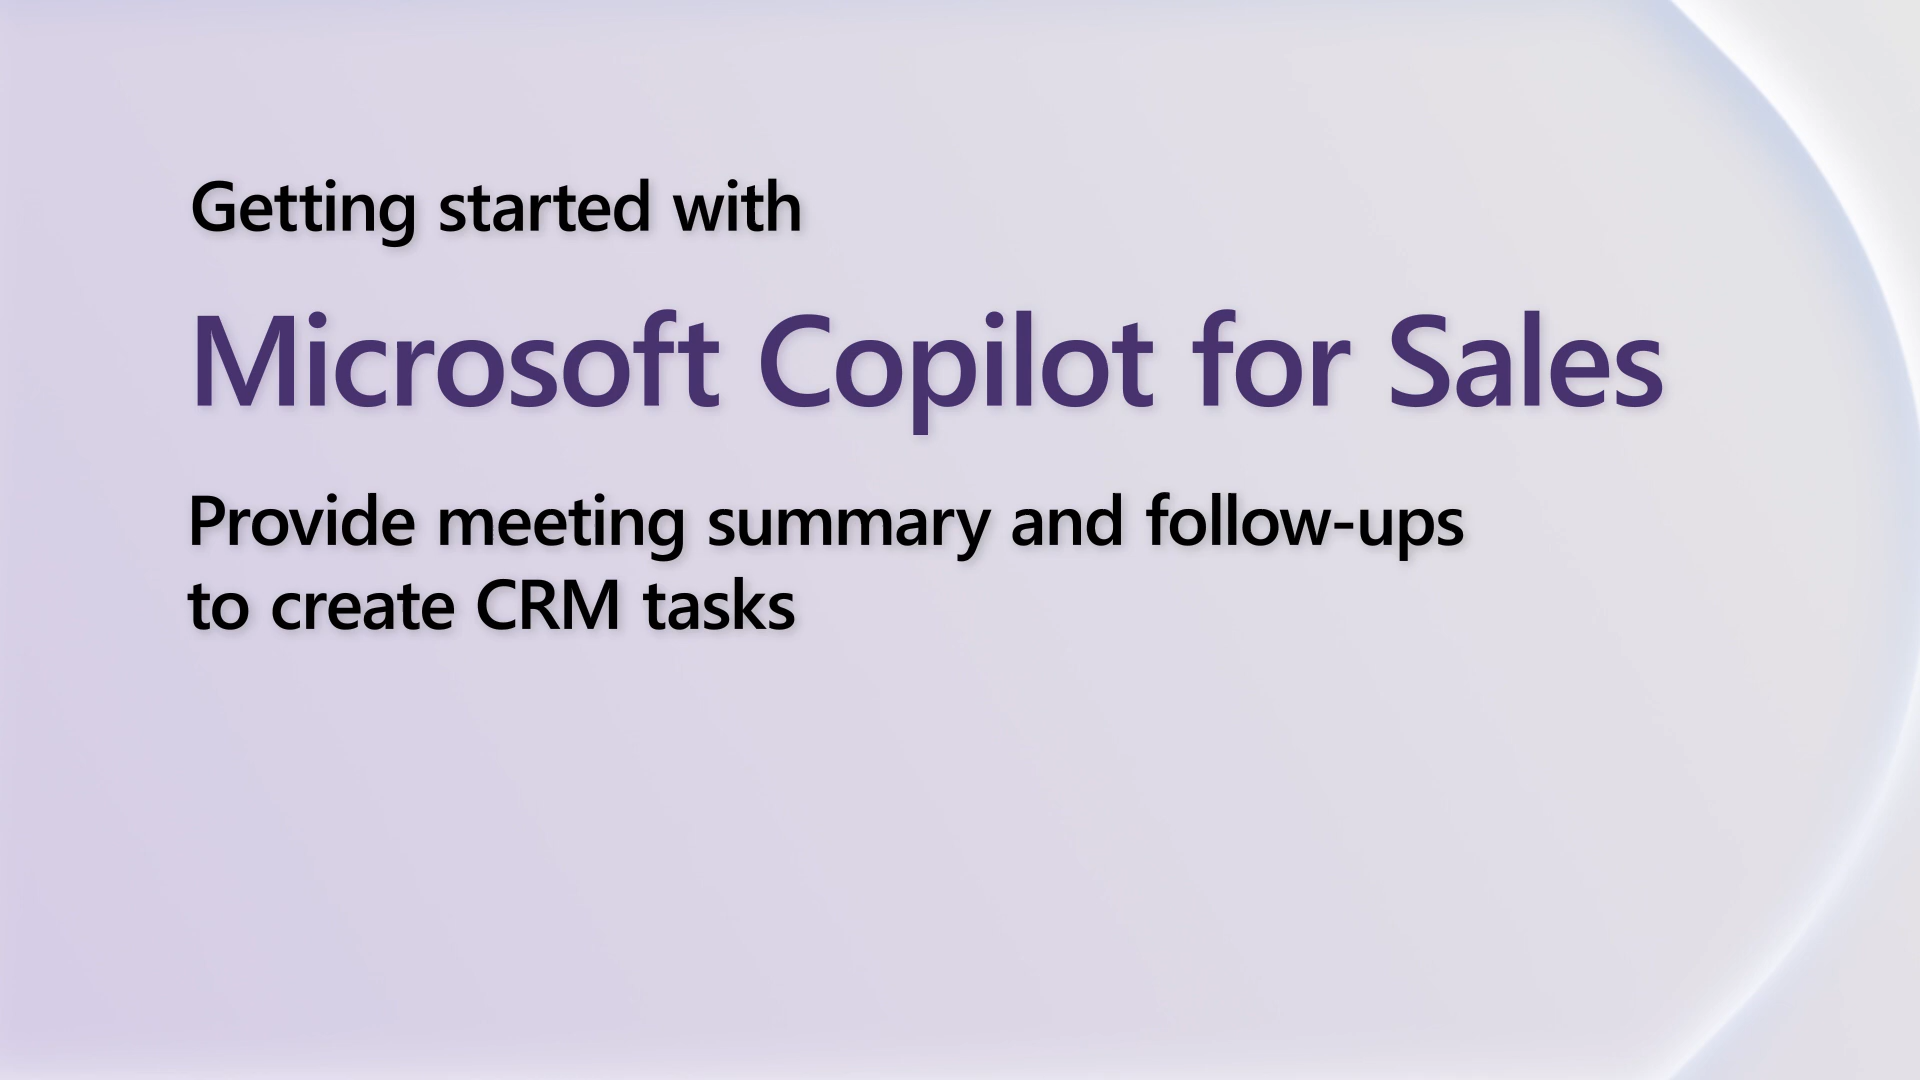 Getting started with
Microsoft Copilot for Sales
Provide meeting summary and follow-ups
to create CRM tasks